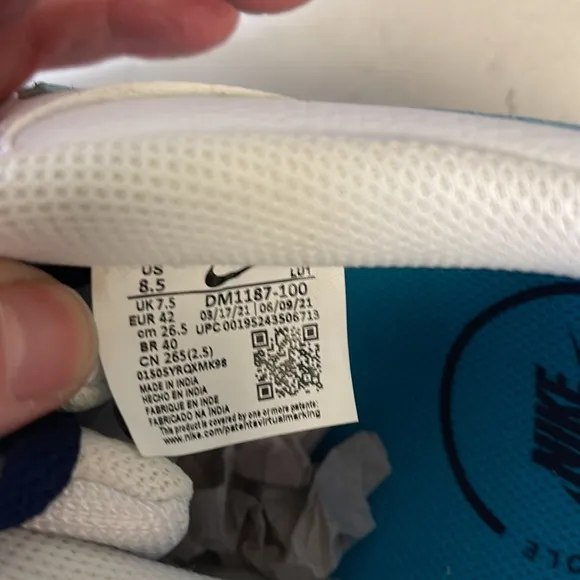 US
8.5
LU1
UK 7.5
DM1187-100
EUR 42
03/17/21 | 06/09/21
cm 26.5
UPC 00195243506713
BR 40
CN 265(2.5)
01505YRQXMK98
MADE IN INDIA
HECHO EN INDIA
FABRIQUE EN INDE
FABRICADO NA INDIA
This product is covered by one or more patents:
www.nike.com/patentsvirtualmarking
NIKE